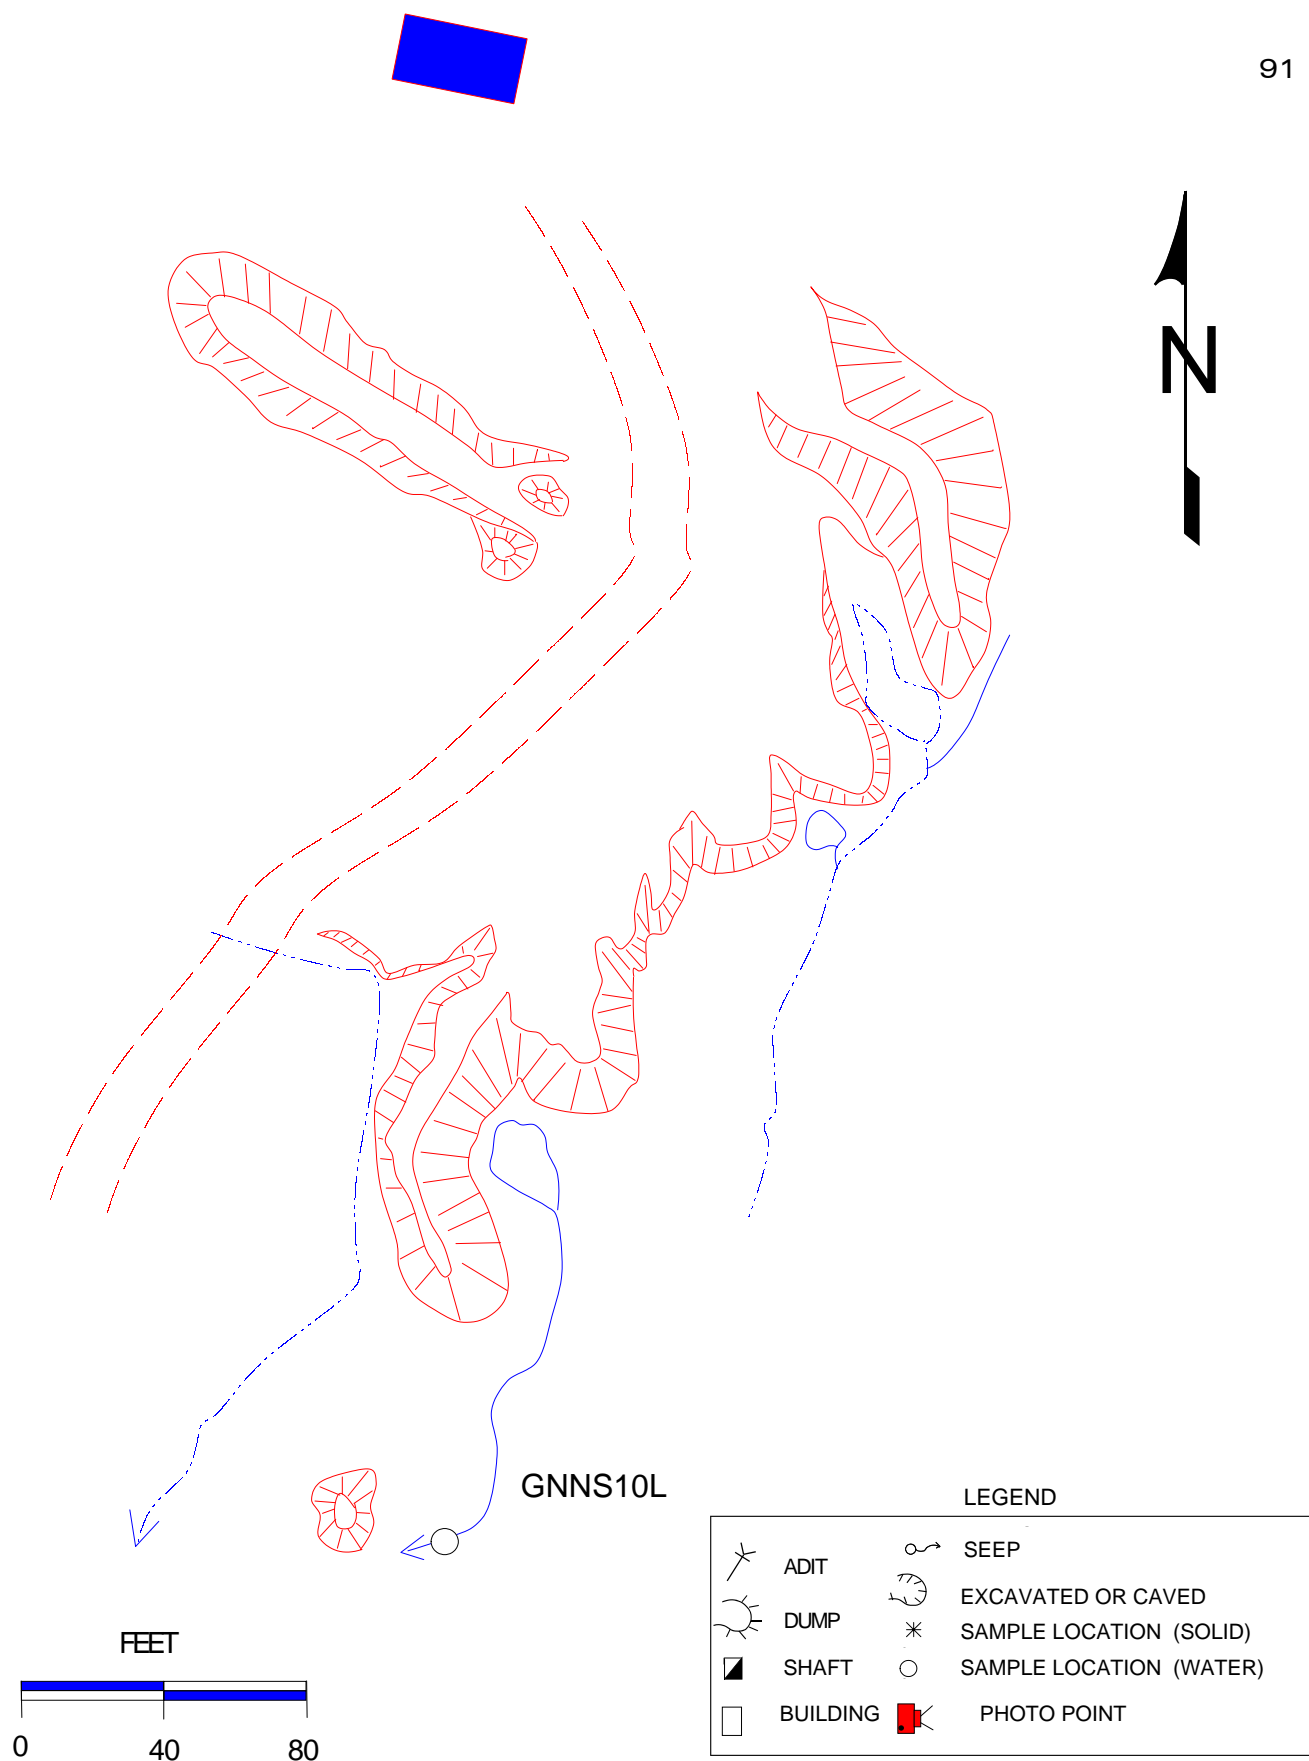 91
N
GNNS10L
LEGEND
ADIT
SEEP
DUMP
EXCAVATED OR CAVED
SAMPLE LOCATION (SOLID)
SHAFT
SAMPLE LOCATION (WATER)
BUILDING
PHOTO POINT
FEET
0 40 80